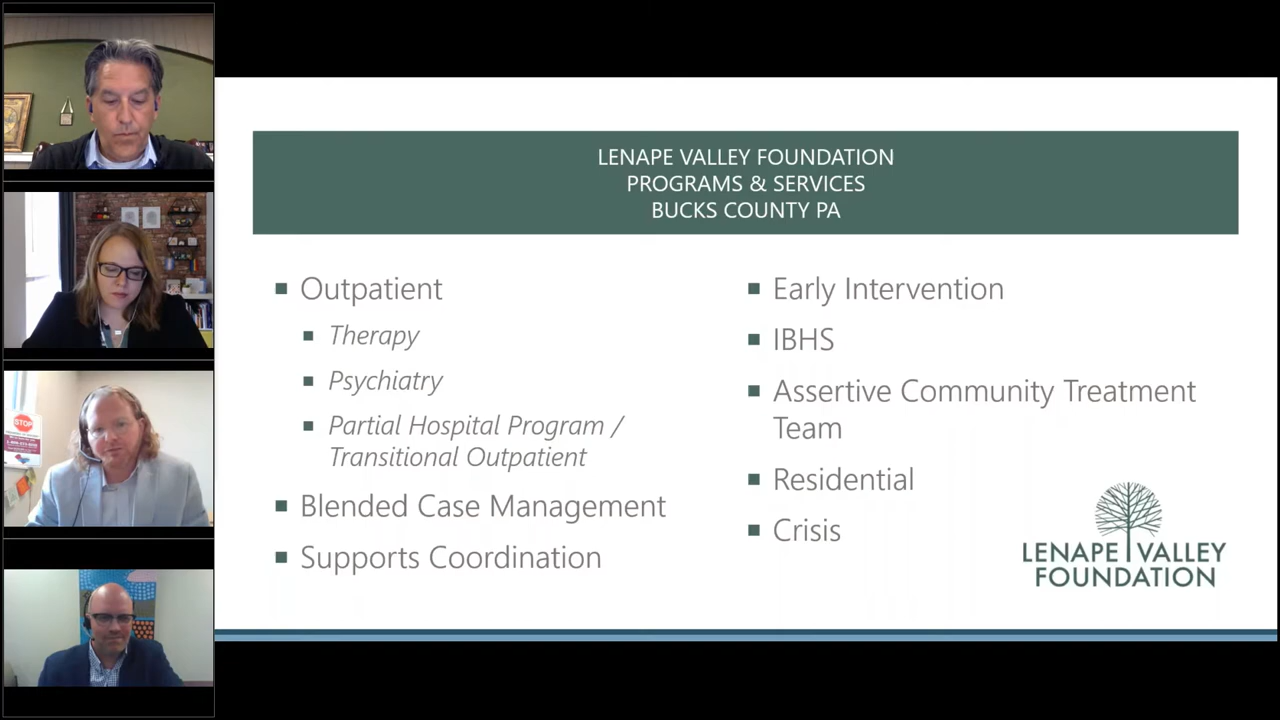 LENAPE VALLEY FOUNDATION
PROGRAMS & SERVICES
BUCKS COUNTY PA
Outpatient
Therapy
Psychiatry
Partial Hospital Program /
Transitional Outpatient
Blended Case Management
Supports Coordination
Early Intervention
IBHS
Assertive Community Treatment
Team
Residential
Crisis
LENAPE VALLEY
FOUNDATION
STOP